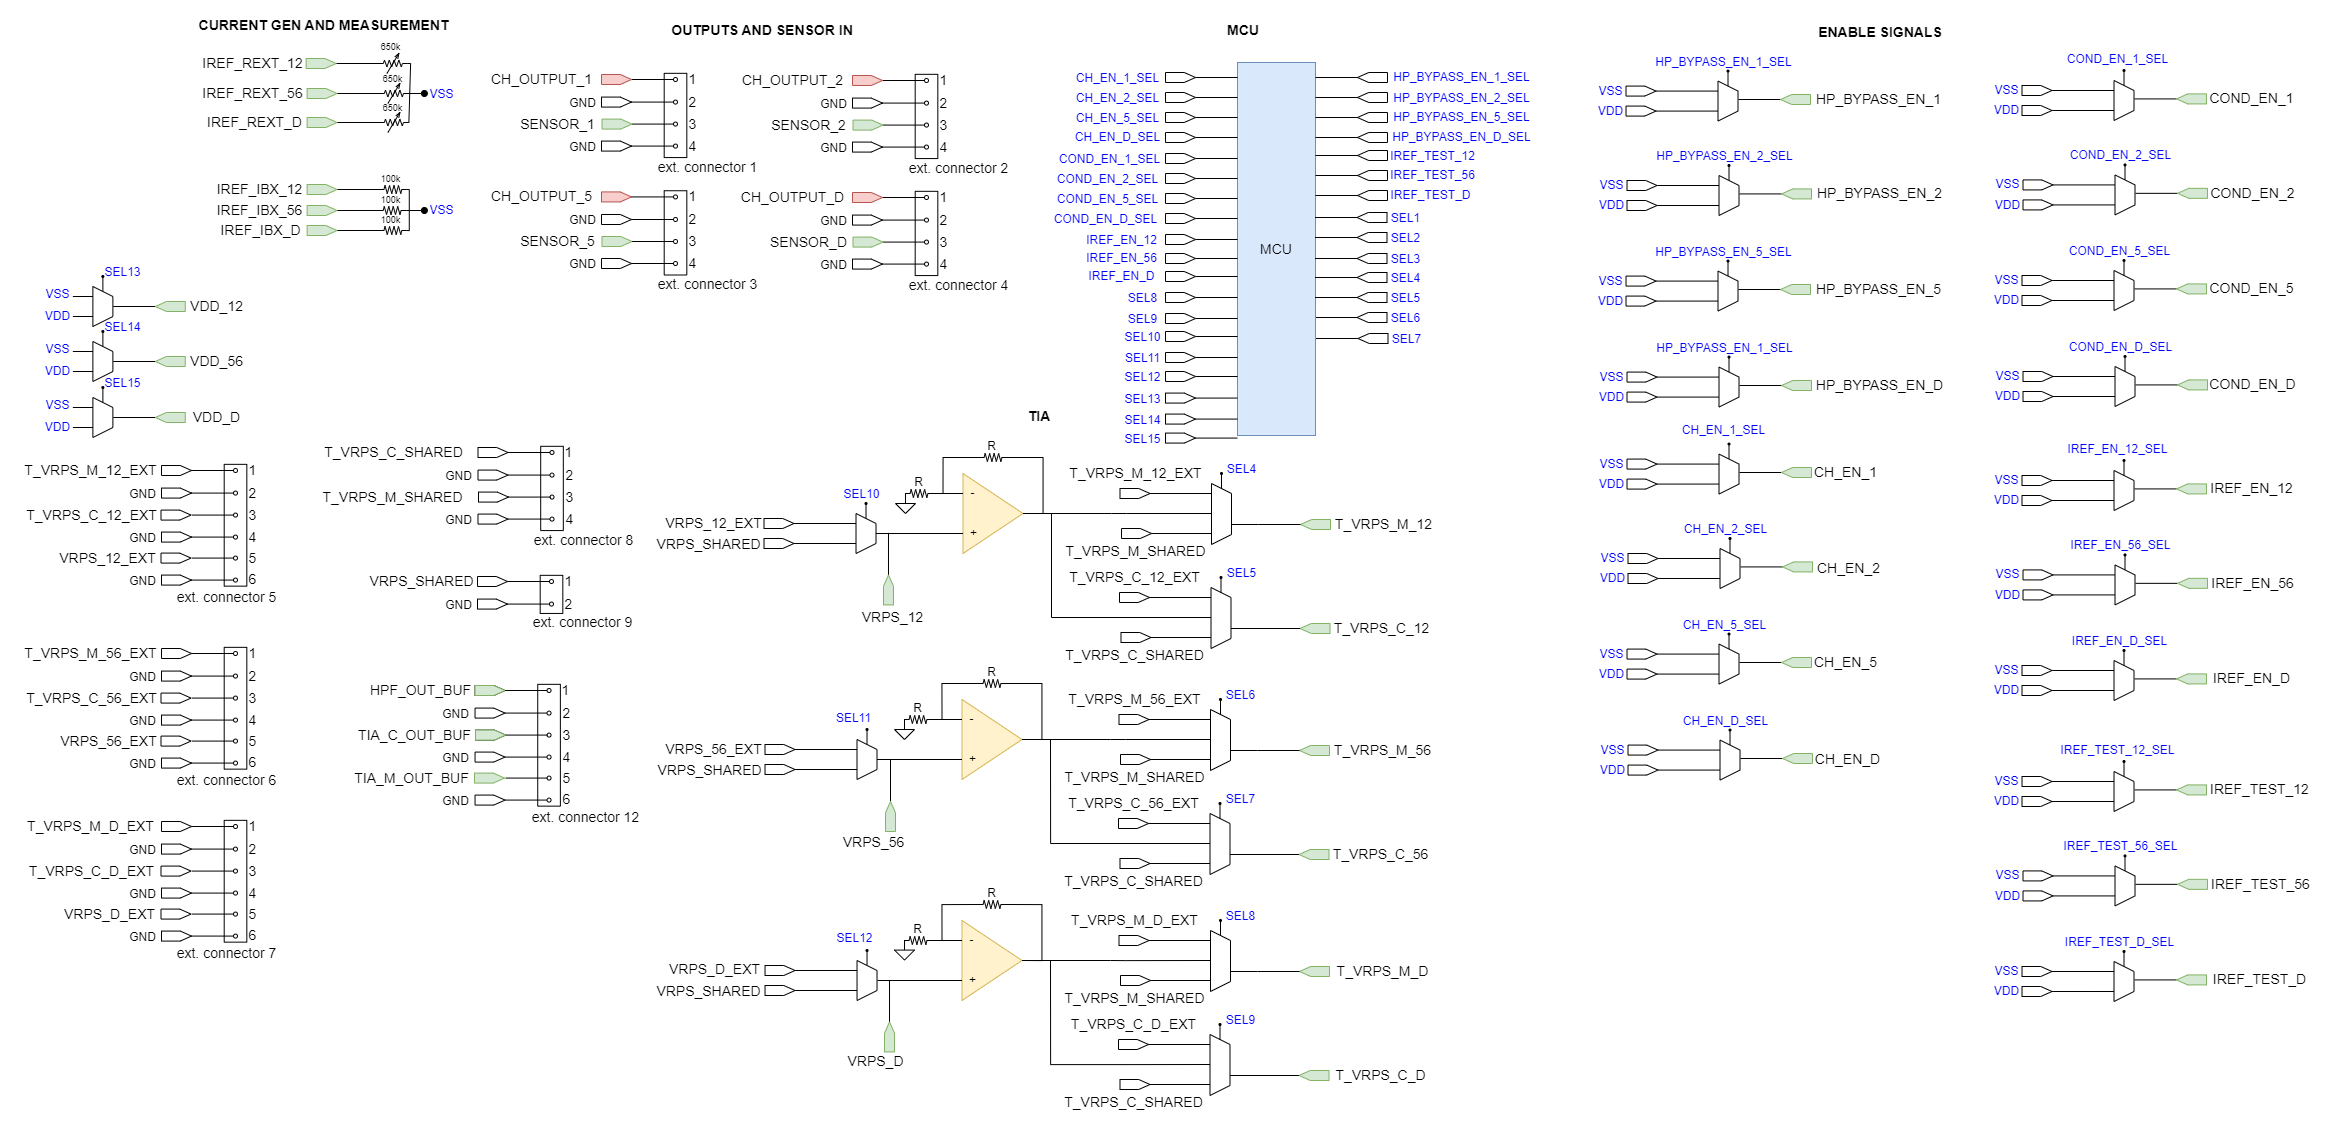 CURRENT GEN AND MEASUREMENT
IREF_REXT_12
650k
IREF_REXT_56
650k
VSS
IREF_REXT_D
650k
IREF_IBX_12
100k
IREF_IBX_56
100k
VSS
IREF_IBX_D
100k
SEL13
VSS
VDD
VDD_12
SEL14
VSS
VDD
VDD_56
SEL15
VSS
VDD
VDD_D
T_VRPS_M_12_EXT
1
GND
2
T_VRPS_C_12_EXT
3
GND
4
VRPS_12_EXT
5
GND
6
ext. connector 5
T_VRPS_M_56_EXT
1
GND
2
T_VRPS_C_56_EXT
3
GND
4
VRPS_56_EXT
5
GND
6
ext. connector 6
T_VRPS_M_D_EXT
1
GND
2
T_VRPS_C_D_EXT
3
GND
4
VRPS_D_EXT
5
GND
6
ext. connector 7
T_VRPS_C_SHARED
1
GND
2
T_VRPS_M_SHARED
3
GND
4
ext. connector 8
VRPS_SHARED
1
GND
2
ext. connector 9
HPF_OUT_BUF
1
GND
2
TIA_C_OUT_BUF
3
GND
4
TIA_M_OUT_BUF
5
GND
6
ext. connector 12
OUTPUTS AND SENSOR IN
CH_OUTPUT_1
1
GND
2
SENSOR_1
3
GND
4
ext. connector 1
CH_OUTPUT_2
1
GND
2
SENSOR_2
3
GND
4
ext. connector 2
CH_OUTPUT_5
1
GND
2
SENSOR_5
3
GND
4
ext. connector 3
CH_OUTPUT_D
1
GND
2
SENSOR_D
3
GND
4
ext. connector 4
MCU
CH_EN_1_SEL
CH_EN_2_SEL
CH_EN_5_SEL
CH_EN_D_SEL
COND_EN_1_SEL
COND_EN_2_SEL
COND_EN_5_SEL
COND_EN_D_SEL
IREF_EN_12
IREF_EN_56
IREF_EN_D
SEL8
SEL9
SEL10
SEL11
SEL12
SEL13
SEL14
SEL15
MCU
HP_BYPASS_EN_1_SEL
HP_BYPASS_EN_2_SEL
HP_BYPASS_EN_5_SEL
HP_BYPASS_EN_D_SEL
IREF_TEST_12
IREF_TEST_56
IREF_TEST_D
SEL1
SEL2
SEL3
SEL4
SEL5
SEL6
SEL7
TIA
R
R
-
+
SEL10
VRPS_12_EXT
VRPS_SHARED
VRPS_12
T_VRPS_M_12_EXT
SEL4
T_VRPS_M_SHARED
T_VRPS_M_12
T_VRPS_C_12_EXT
SEL5
T_VRPS_C_SHARED
T_VRPS_C_12
R
R
-
+
SEL11
VRPS_56_EXT
VRPS_SHARED
VRPS_56
T_VRPS_M_56_EXT
SEL6
T_VRPS_M_SHARED
T_VRPS_M_56
T_VRPS_C_56_EXT
SEL7
T_VRPS_C_SHARED
T_VRPS_C_56
R
R
-
+
SEL12
VRPS_D_EXT
VRPS_SHARED
VRPS_D
T_VRPS_M_D_EXT
SEL8
T_VRPS_M_SHARED
T_VRPS_M_D
T_VRPS_C_D_EXT
SEL9
T_VRPS_C_SHARED
T_VRPS_C_D
ENABLE SIGNALS
HP_BYPASS_EN_1_SEL
VSS
VDD
HP_BYPASS_EN_1
HP_BYPASS_EN_2_SEL
VSS
VDD
HP_BYPASS_EN_2
HP_BYPASS_EN_5_SEL
VSS
VDD
HP_BYPASS_EN_5
HP_BYPASS_EN_1_SEL
VSS
VDD
HP_BYPASS_EN_D
CH_EN_1_SEL
VSS
VDD
CH_EN_1
CH_EN_2_SEL
VSS
VDD
CH_EN_2
CH_EN_5_SEL
VSS
VDD
CH_EN_5
CH_EN_D_SEL
VSS
VDD
CH_EN_D
COND_EN_1_SEL
VSS
VDD
COND_EN_1
COND_EN_2_SEL
VSS
VDD
COND_EN_2
COND_EN_5_SEL
VSS
VDD
COND_EN_5
COND_EN_D_SEL
VSS
VDD
COND_EN_D
IREF_EN_12_SEL
VSS
VDD
IREF_EN_12
IREF_EN_56_SEL
VSS
VDD
IREF_EN_56
IREF_EN_D_SEL
VSS
VDD
IREF_EN_D
IREF_TEST_12_SEL
VSS
VDD
IREF_TEST_12
IREF_TEST_56_SEL
VSS
VDD
IREF_TEST_56
IREF_TEST_D_SEL
VSS
VDD
IREF_TEST_D